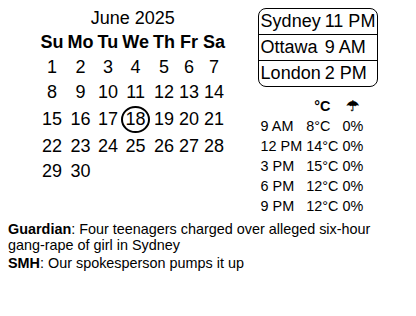 June 2025
Su Mo Tu We Th Fr Sa
1 2 3 4 5 6 7
8 9 10 11 12 13 14
15 16 17 18 19 20 21
22 23 24 25 26 27 28
29 30
Sydney 11 PM
Ottawa 9 AM
London 2 PM
°C ☂
9 AM 8°C 0%
12 PM 14°C 0%
3 PM 15°C 0%
6 PM 12°C 0%
9 PM 12°C 0%
Guardian: Four teenagers charged over alleged six-hour
gang-rape of girl in Sydney
SMH: Our spokesperson pumps it up